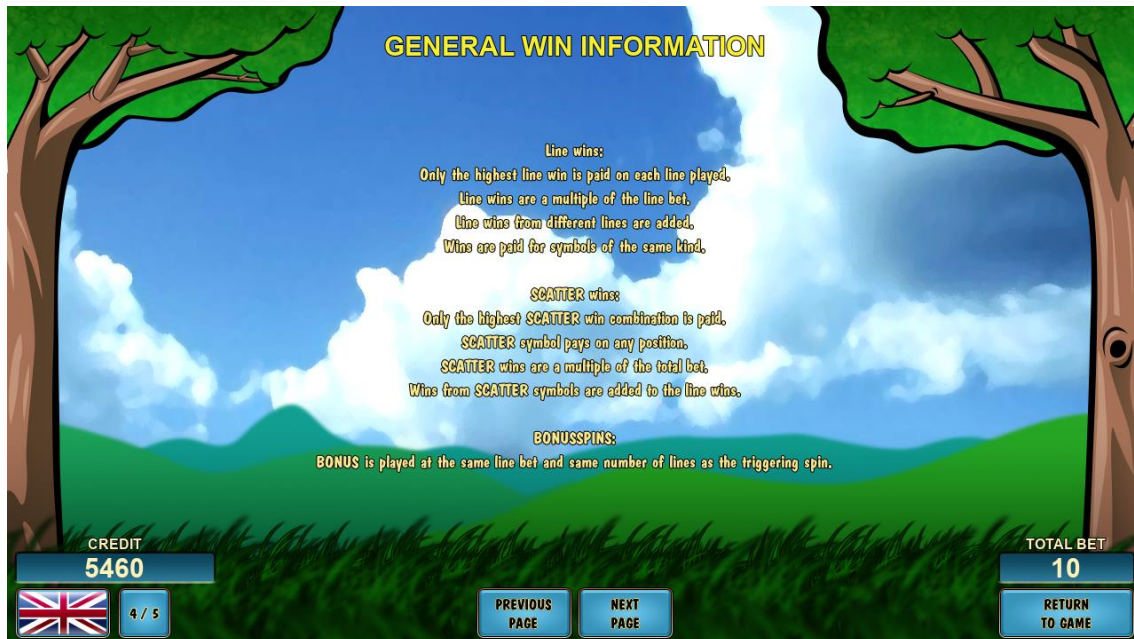 GENERAL WIN INFORMATION
Line wins:
Only the highest line win is paid on each line played.
Line wins are a multiple of the line bet.
Line wins from different lines are added.
Wins are paid for symbols of the same kind.
SCATTER wins:
Only the highest SCATTER win combination is paid.
SCATTER symbol pays on any position.
SCATTER wins are a multiple of the total bet.
Wins from SCATTER symbols are added to the line wins.
BONUSSPINS:
BONUS is played at the same line bet and same number of lines as the triggering spin.
CREDIT
5460
TOTAL BET
10
4 / 5
PREVIOUS
PAGE
NEXT
PAGE
RETURN
TO GAME